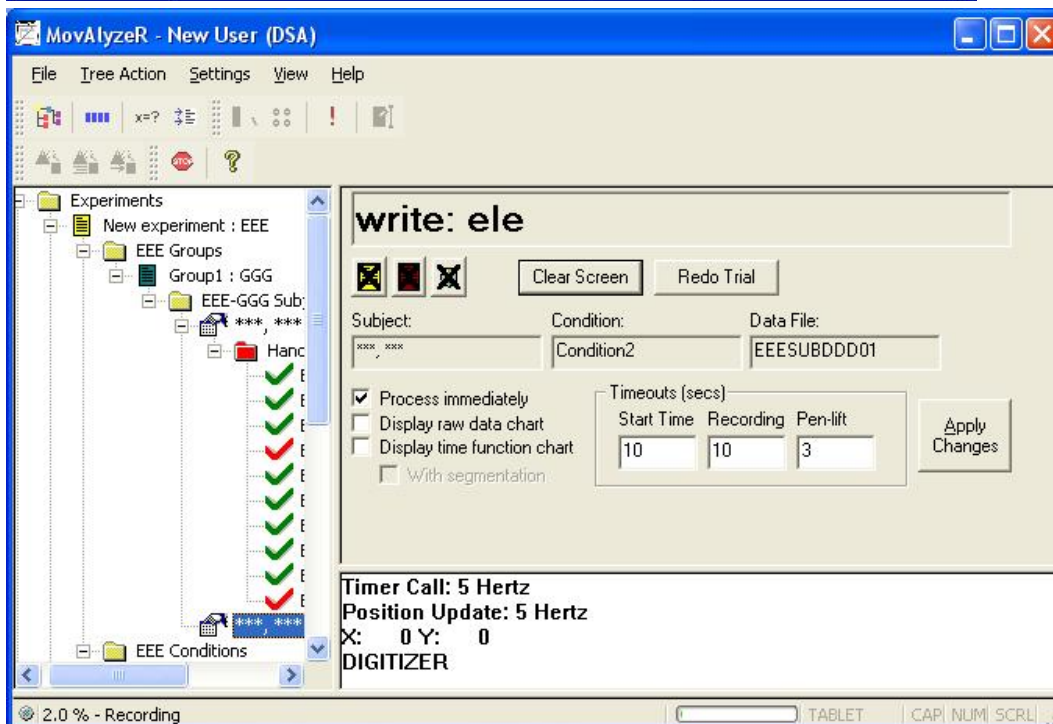 MovAlyzeR - New User (DSA)
File Tree Action Settings View Help
x=?
STOP
Experiments
New experiment : EEE
EEE Groups
Group1 : GGG
EEE-GGG Subj
***, ***
Hand
E
E
E
E
E
E
E
E
E
E
***, ***
EEE Conditions
write: ele
Clear Screen Redo Trial
Subject: Condition: Data File:
***, *** Condition2 EEESUBDDD01
Process immediately
Display raw data chart
Display time function chart
With segmentation
Timeouts (secs)
Start Time Recording Pen-lift
10 10 3
Apply
Changes
Timer Call: 5 Hertz
Position Update: 5 Hertz
X: 0 Y: 0
DIGITIZER
2.0 % - Recording TABLET CAP NUM SCRL